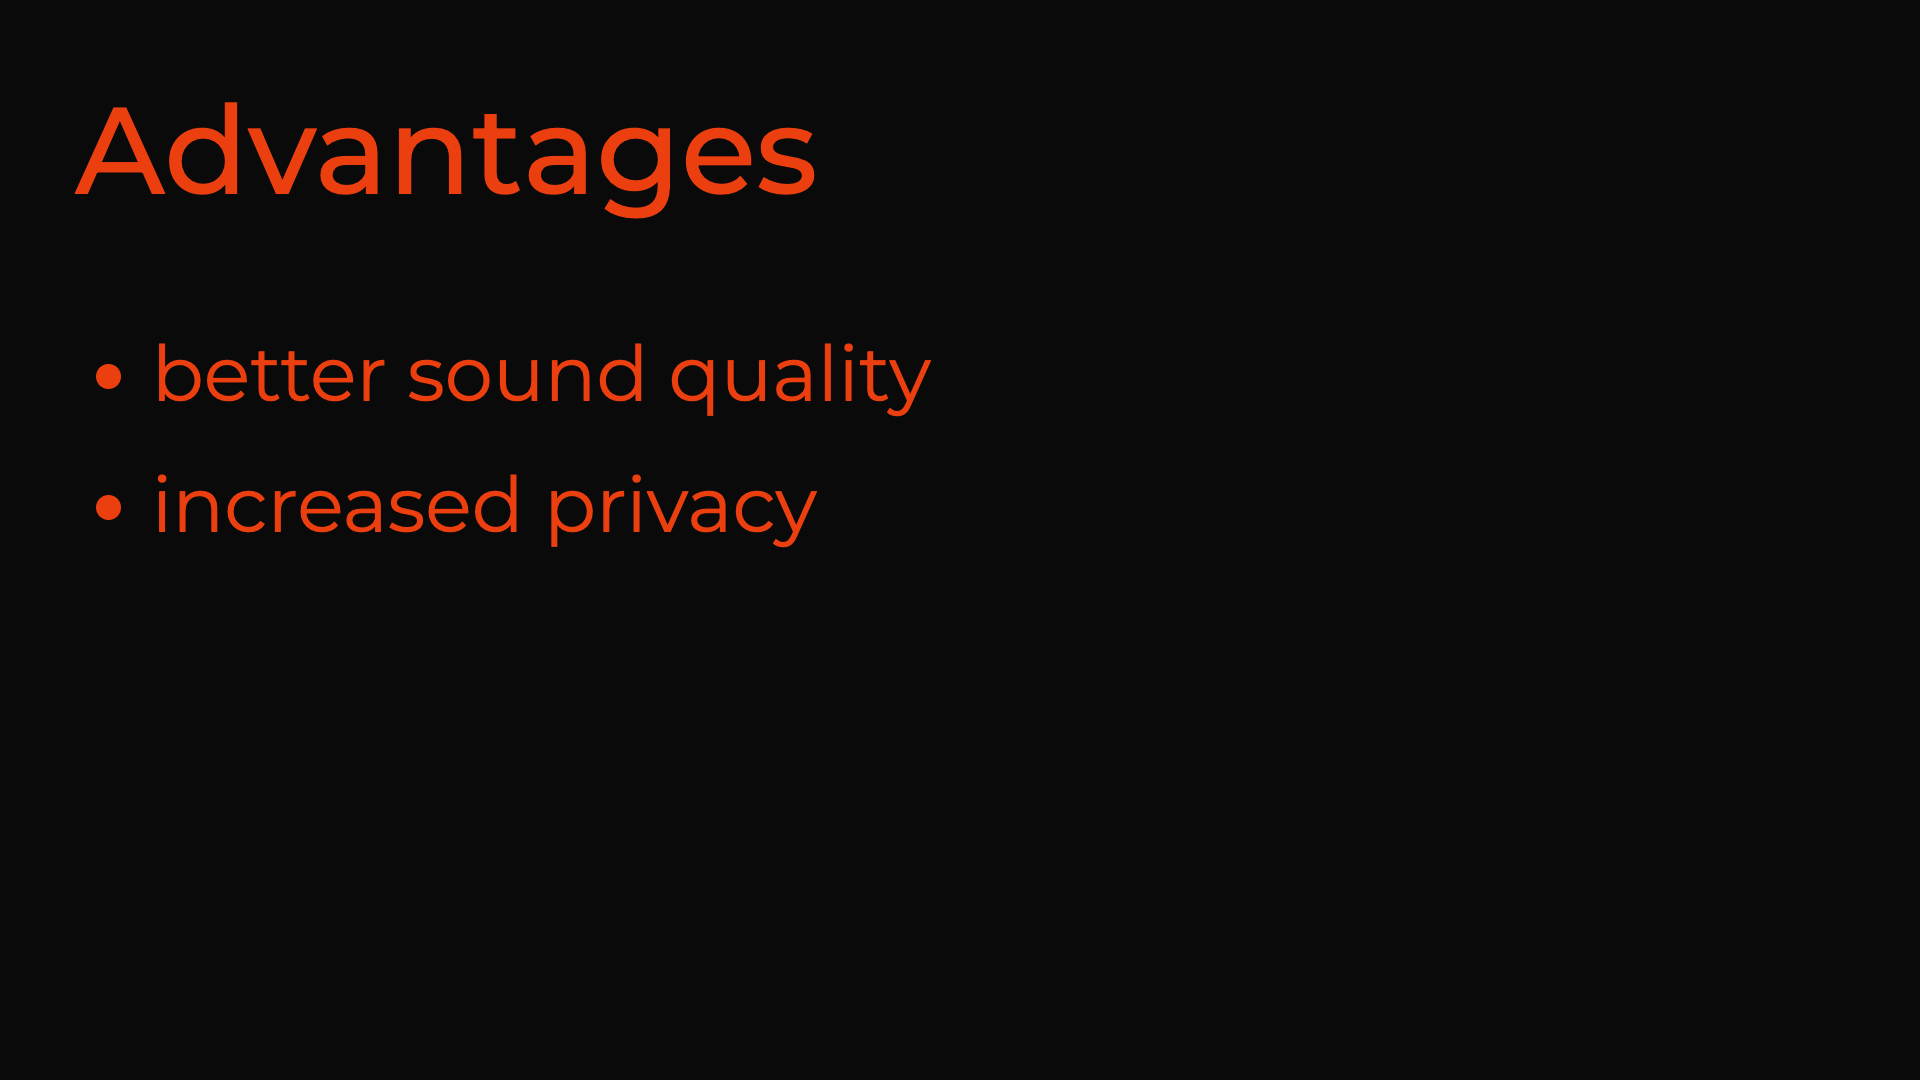 Advantages
• better sound quality
• increased privacy